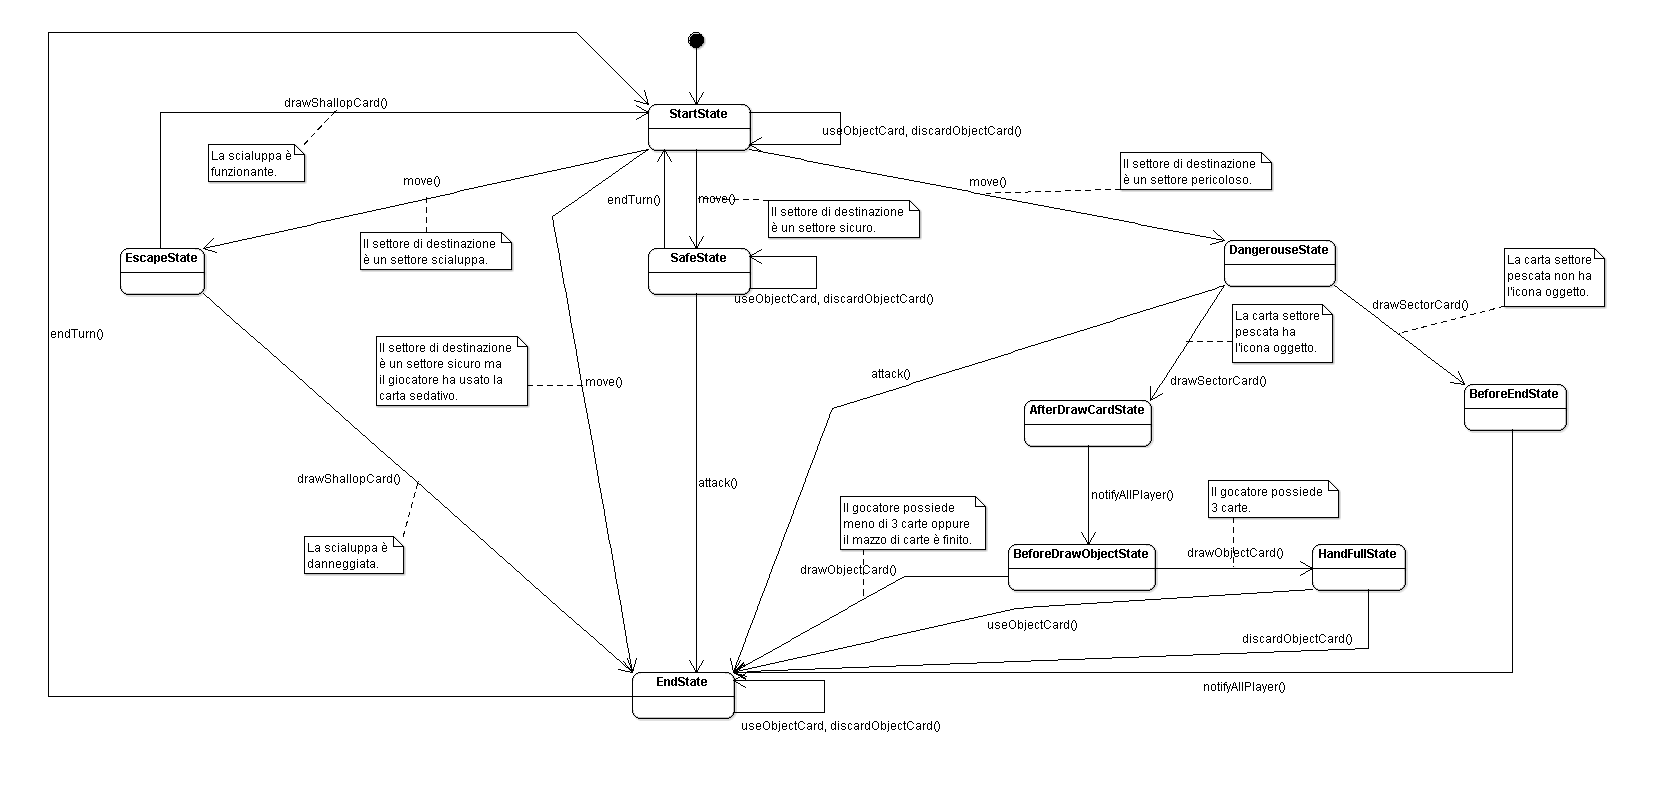 drawShallopCard()
StartState
useObjectCard, discardObjectCard()
La scialuppa è
funzionante.
move()
endTurn()
move()
move()
Il settore di destinazione
è un settore pericoloso.
Il settore di destinazione
è un settore sicuro.
Il settore di destinazione
è un settore scialuppa.
EscapeState
SafeState
DangerouseState
La carta settore
pescata non ha
l'icona oggetto.
useObjectCard, discardObjectCard()
drawSectorCard()
La carta settore
pescata ha
l'icona oggetto.
endTurn()
Il settore di destinazione
è un settore sicuro ma
il giocatore ha usato la
carta sedativo.
move()
attack()
drawSectorCard()
BeforeEndState
AfterDrawCardState
drawShallopCard()
attack()
notifyAllPlayer()
Il gocatore possiede
3 carte.
Il gocatore possiede
meno di 3 carte oppure
il mazzo di carte è finito.
La scialuppa è
danneggiata.
BeforeDrawObjectState
drawObjectCard()
HandFullState
drawObjectCard()
useObjectCard()
discardObjectCard()
EndState
notifyAllPlayer()
useObjectCard, discardObjectCard()